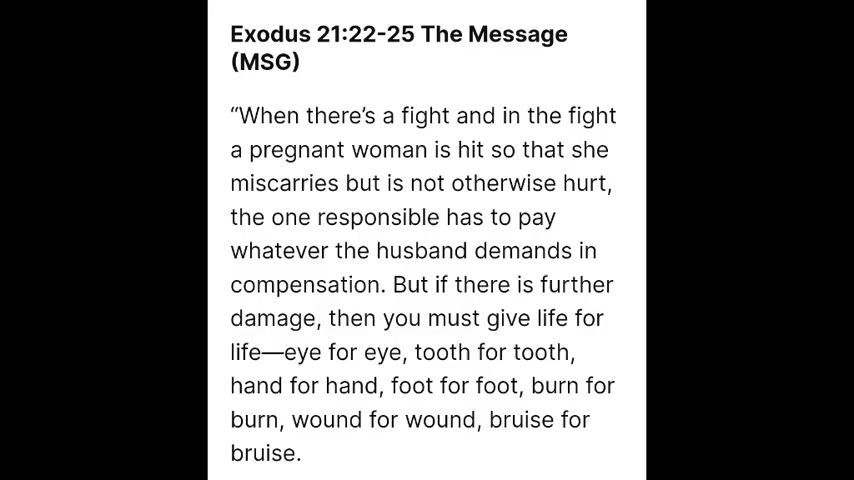 Exodus 21:22-25 The Message
(MSG)
“When there’s a fight and in the fight
a pregnant woman is hit so that she
miscarries but is not otherwise hurt,
the one responsible has to pay
whatever the husband demands in
compensation. But if there is further
damage, then you must give life for
life—eye for eye, tooth for tooth,
hand for hand, foot for foot, burn for
burn, wound for wound, bruise for
bruise.